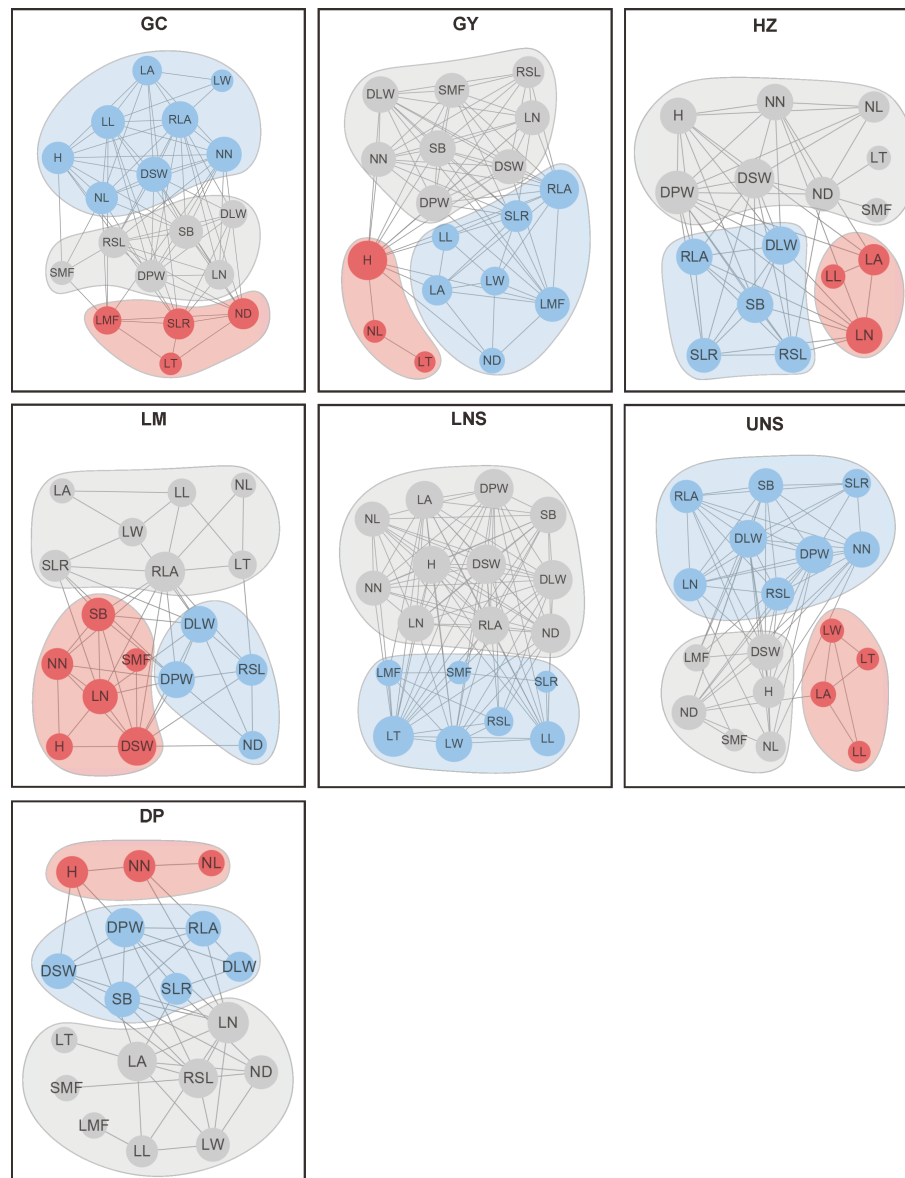 GC
LA
LW
LL
RLA
H
NN
DSW
NL
DLW
SB
RSL
SMF
DPW
LN
LMF
SLR
ND
LT
GY
RSL
DLW
SMF
LN
SB
NN
DSW
RLA
DPW
SLR
LL
H
LW
LA
LMF
NL
ND
LT
HZ
NN
NL
H
LT
DSW
DPW
ND
SMF
DLW
RLA
LA
LL
SB
LN
SLR
RSL
LM
LA
LL
NL
LW
SLR
RLA
LT
SB
DLW
NN
SMF
RSL
DPW
LN
H
DSW
ND
LNS
DPW
LA
SB
NL
H
DSW
NN
DLW
LN
RLA
ND
LMF
SMF
SLR
RSL
LT
LW
LL
UNS
SB
SLR
RLA
DLW
DPW
NN
LN
RSL
LW
LMF
DSW
LT
H
LA
ND
SMF
NL
LL
DP
H
NN
NL
DPW
RLA
DSW
DLW
SLR
SB
LN
LT
LA
ND
RSL
SMF
LMF
LL
LW